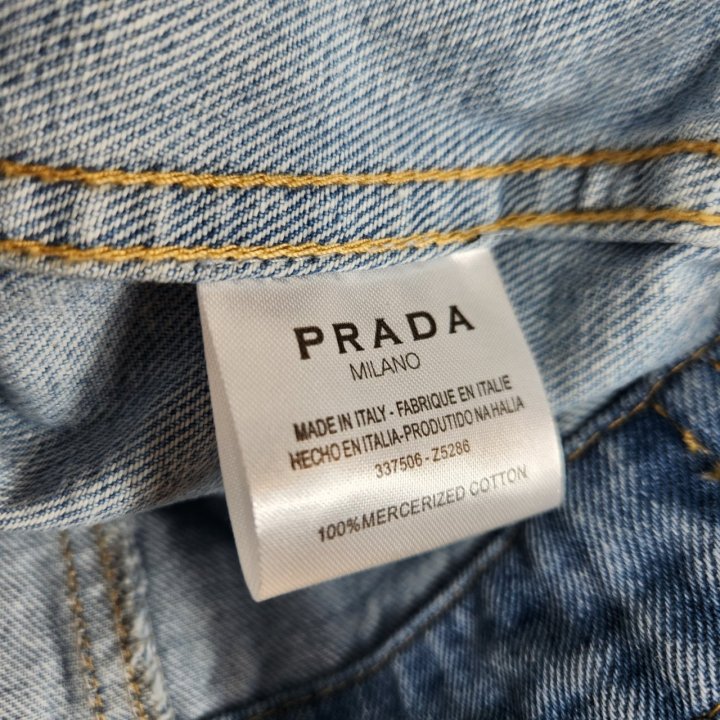 PRADA
MILANO
MADE IN ITALY - FABRIQUE EN ITALIE
HECHO EN ITALIA-PRODUTIDO NA HALIA
337506 - Z5286
100%MERCERIZED COTTON